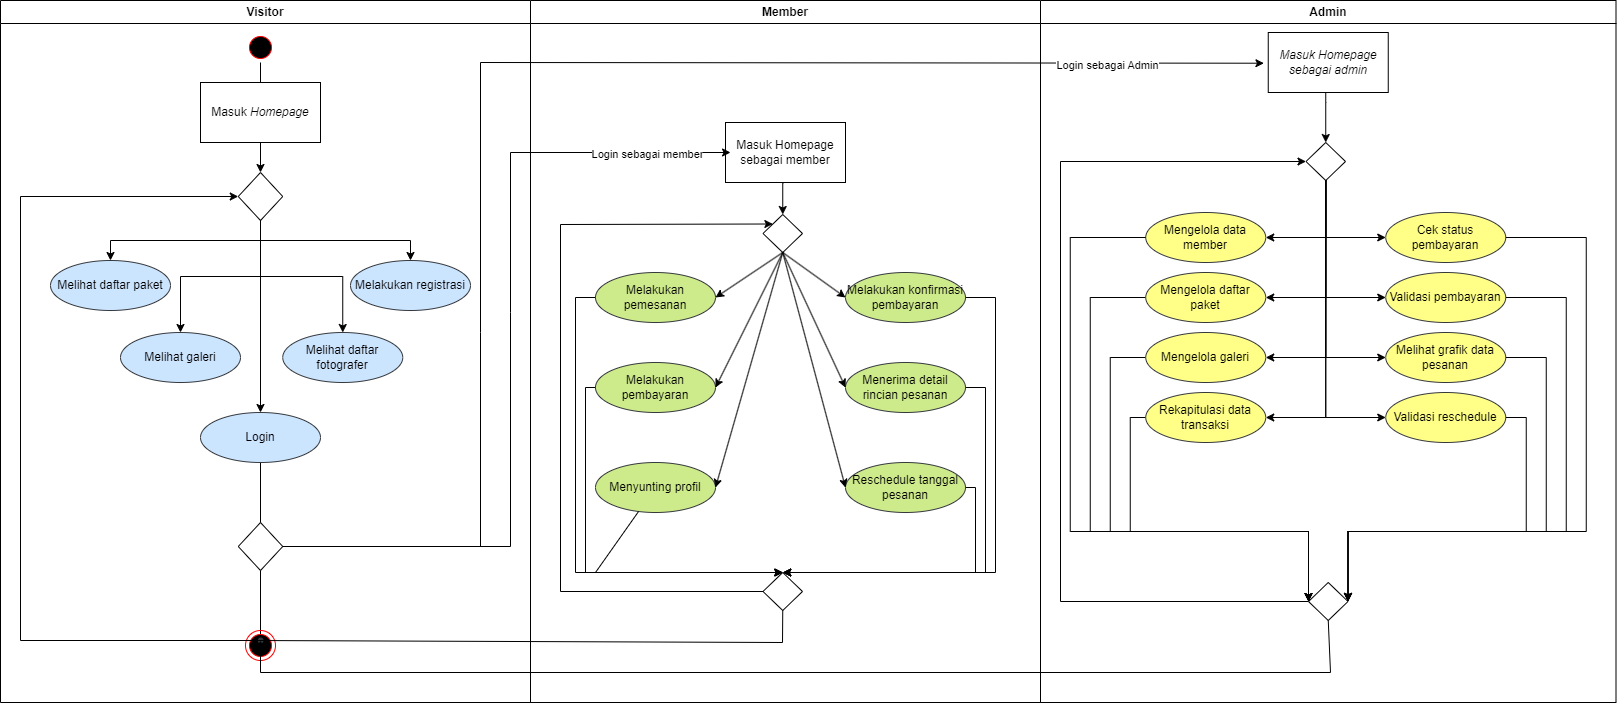 Visitor
Member
Admin
Masuk Homepage
Melihat daftar paket
Melakukan registrasi
Melihat galeri
Melihat daftar
fotografer
Login
Login sebagai member
Login sebagai Admin
Masuk Homepage
sebagai member
Melakukan
pemesanan
Melakukan konfirmasi
pembayaran
Melakukan
pembayaran
Menerima detail
rincian pesanan
Menyunting profil
Reschedule tanggal
pesanan
Masuk Homepage
sebagai admin
Mengelola data
member
Cek status
pembayaran
Mengelola daftar
paket
Validasi pembayaran
Mengelola galeri
Melihat grafik data
pesanan
Rekapitulasi data
transaksi
Validasi reschedule